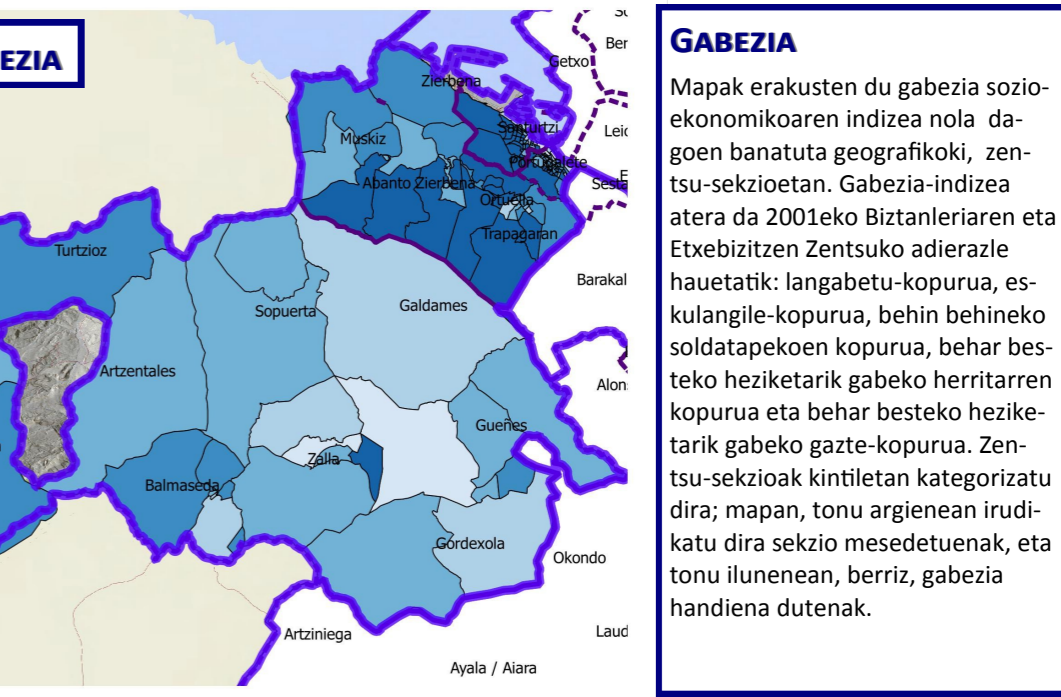 EZIA
Getxo
Ber
Zierbena
Santurtzi
Leio
Muskiz
Portugalete
Abanto Zierbena
Sesta
Ortuella
Trapagaran
Turtzioz
Barakal
Sopuerta
Galdames
Artzentales
Alon
Gueñes
Zalla
Balmaseda
Gordexola
Okondo
Artziniega
Laud
Ayala / Aiara
GABEZIA
Mapak erakusten du gabezia sozio-
ekonomikoaren indizea nola da-
goen banatuta geografikoki, zen-
tsu-sekzioetan. Gabezia-indizea
atera da 2001eko Biztanleriaren eta
Etxebizitzen Zentsuko adierazle
hauetatik: langabetu-kopurua, es-
kulangile-kopurua, behin behineko
soldatapekoen kopurua, behar bes-
teko heziketarik gabeko herritarren
kopurua eta behar besteko hezike-
tarik gabeko gazte-kopurua. Zen-
tsu-sekzioak kintiletan kategorizatu
dira; mapan, tonu argienean irudi-
katu dira sekzio mesedetuenak, eta
tonu ilunenean, berriz, gabezia
handiena dutenak.